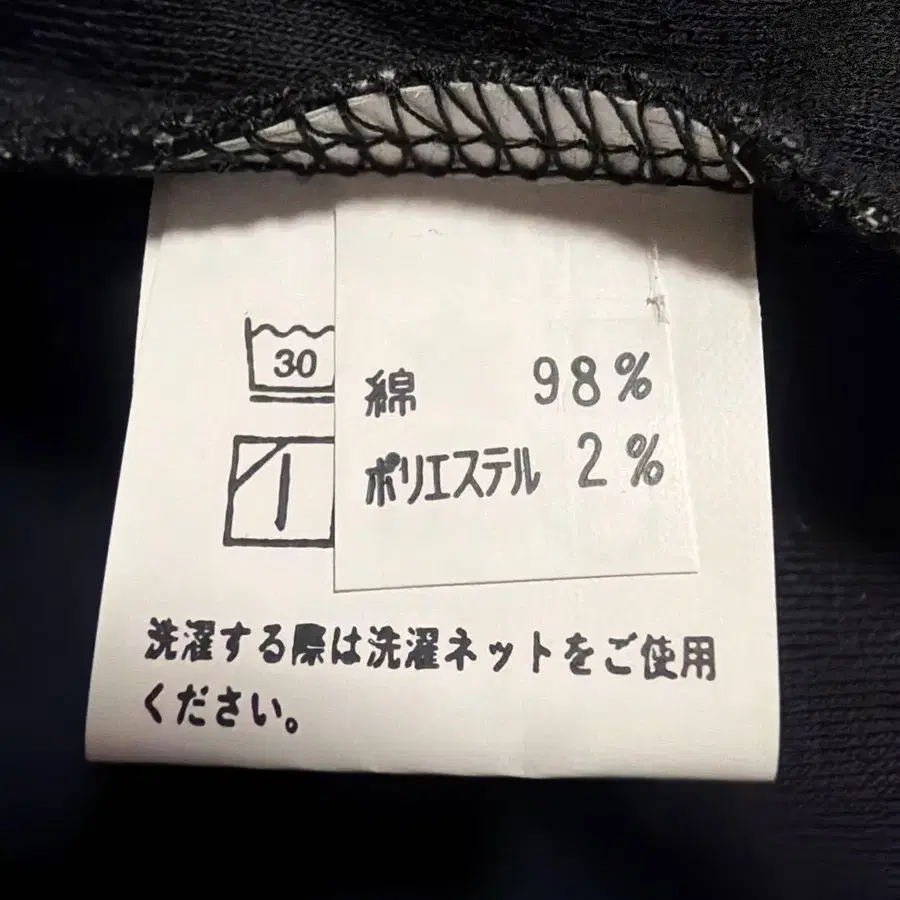 30
綿 98%
ポリエステル 2%
洗濯する際は洗濯ネットをご使用
ください。